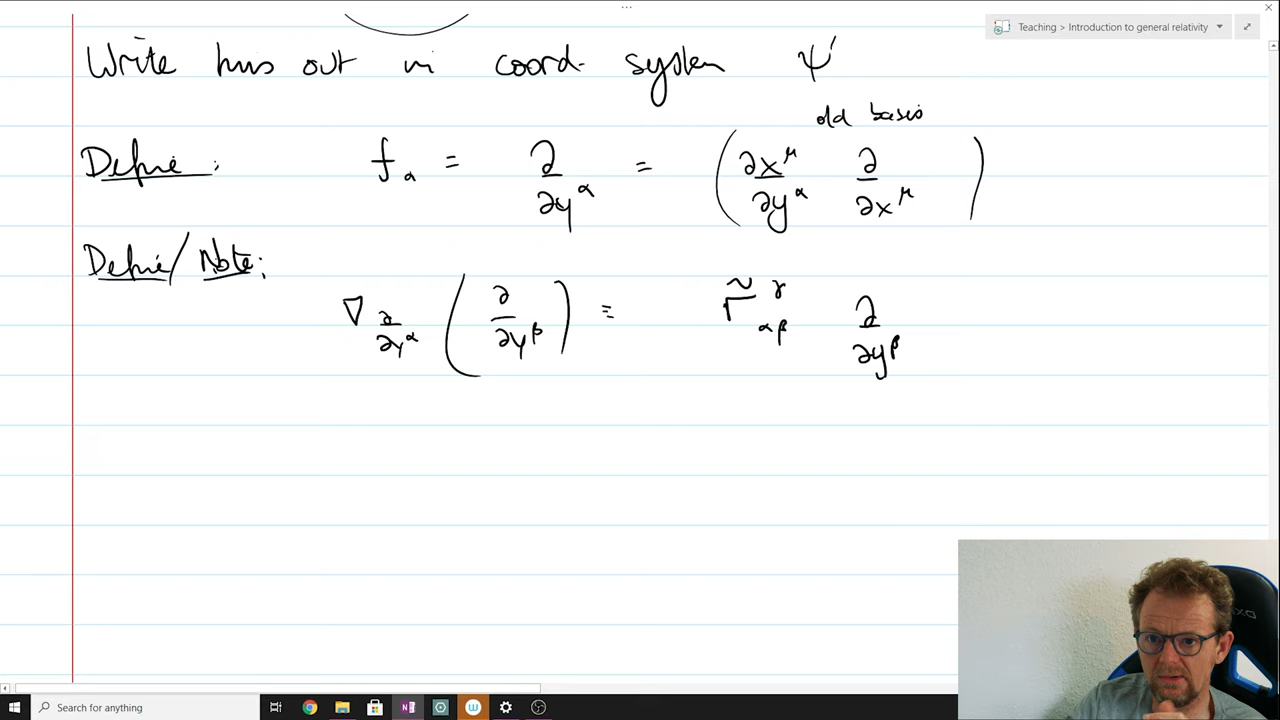 Teaching > Introduction to general relativity
Write this out in coord. system ψ'
old basis
Define: f_α = ∂/∂y^α = ( ∂x^μ/∂y^α ∂/∂x^μ )
Define/Note:
∇_{∂/∂y^α} ( ∂/∂y^β ) ≡ Γ̃^γ_{αβ} ∂/∂y^β
XO
Search for anything